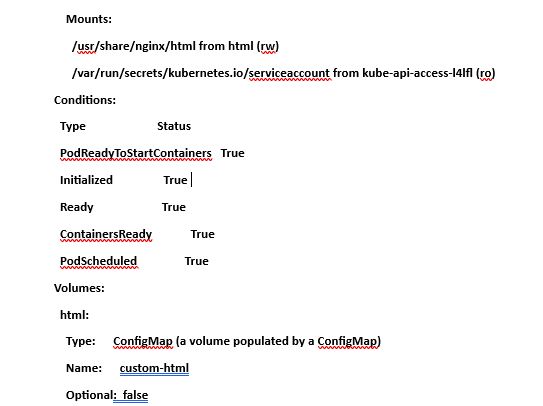 Mounts:
/usr/share/nginx/html from html (rw)
/var/run/secrets/kubernetes.io/serviceaccount from kube-api-access-l4lfl (ro)
Conditions:
Type Status
PodReadyToStartContainers True
Initialized True
Ready True
ContainersReady True
PodScheduled True
Volumes:
html:
Type: ConfigMap (a volume populated by a ConfigMap)
Name: custom-html
Optional: false